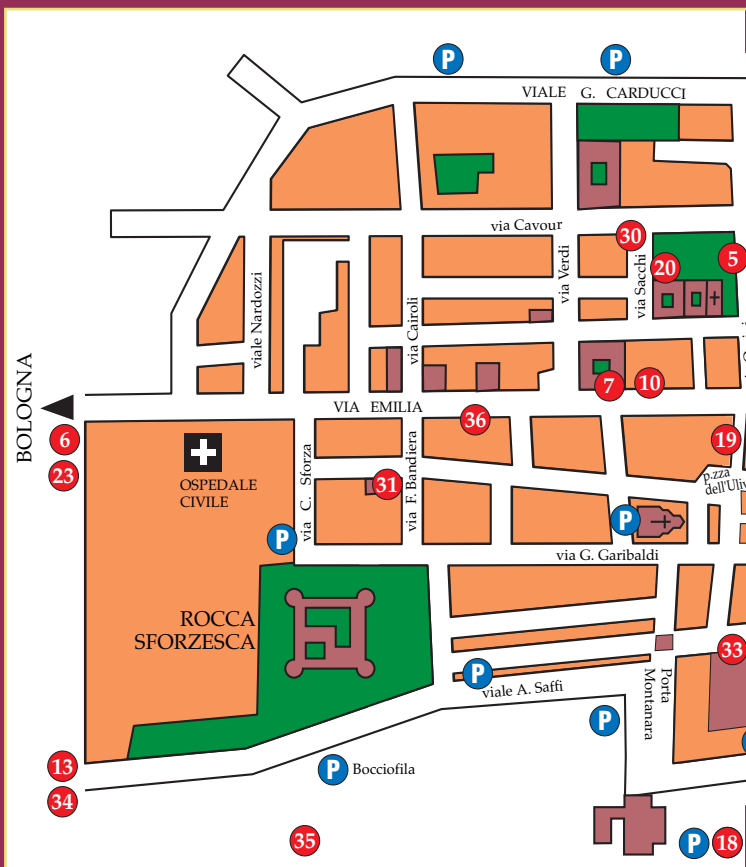 P
P
VIALE G. CARDUCCI
via Cavour
30
5
20
via Verdi
via Sacchi
viale Nardozzi
via Cairoli
BOLOGNA
VIA EMILIA
7
10
36
6
23
19
OSPEDALE
CIVILE
via C. Sforza
via F. Bandiera
31
p.zza
dell'Uliv
P
P
via G. Garibaldi
ROCCA
SFORZESCA
33
P
viale A. Saffi
Porta
Montanara
P
13
P
Bocciofila
34
35
P
18